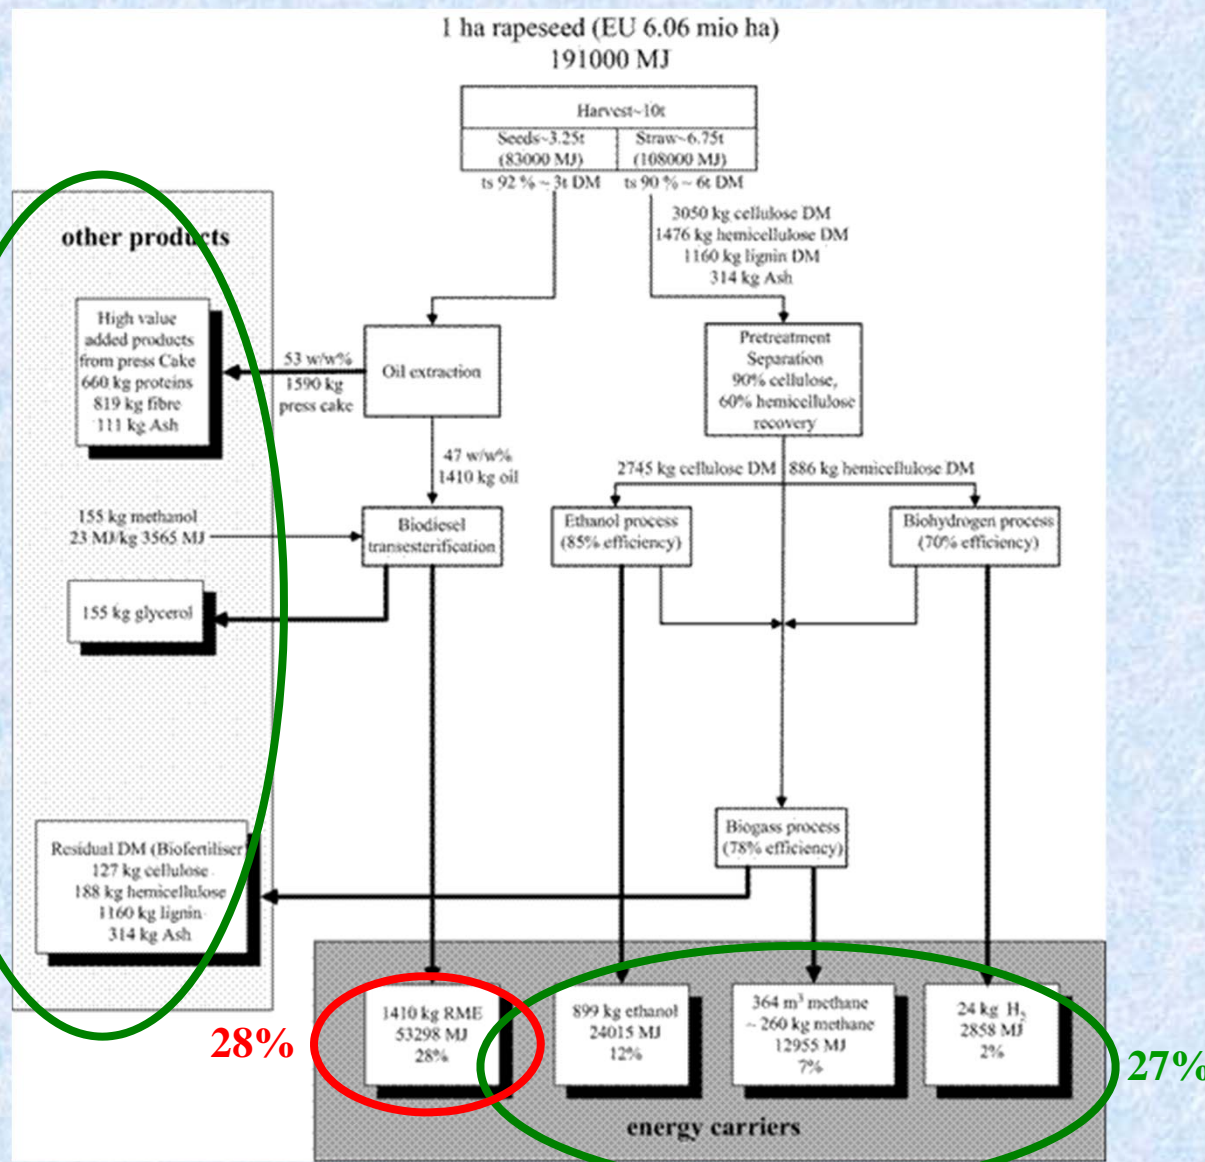 1 ha rapeseed (EU 6.06 mio ha)
191000 MJ
Harvest~10t
Seeds~3.25t
(83000 MJ)
Straw~6.75t
(108000 MJ)
ts 92 % ~ 3t DM
ts 90 % ~ 6t DM
3050 kg cellulose DM
1476 kg hemicellulose DM
1160 kg lignin DM
314 kg Ash
other products
High value
added products
from press Cake
660 kg proteins
819 kg fibre
111 kg Ash
53 w/w%
1590 kg
press cake
Oil extraction
Pretreatment
Separation
90% cellulose,
60% hemicellulose
recovery
47 w/w%
1410 kg oil
2745 kg cellulose DM
886 kg hemicellulose DM
155 kg methanol
23 MJ/kg 3565 MJ
Biodiesel
transesterification
Ethanol process
(85% efficiency)
Biohydrogen process
(70% efficiency)
155 kg glycerol
Biogass process
(78% efficiency)
Residual DM (Biofertiliser)
127 kg cellulose
188 kg hemicellulose
1160 kg lignin
314 kg Ash
28%
1410 kg RME
53298 MJ
28%
899 kg ethanol
24015 MJ
12%
364 m³ methane
~ 260 kg methane
12955 MJ
7%
24 kg H₂
2858 MJ
2%
27%
energy carriers